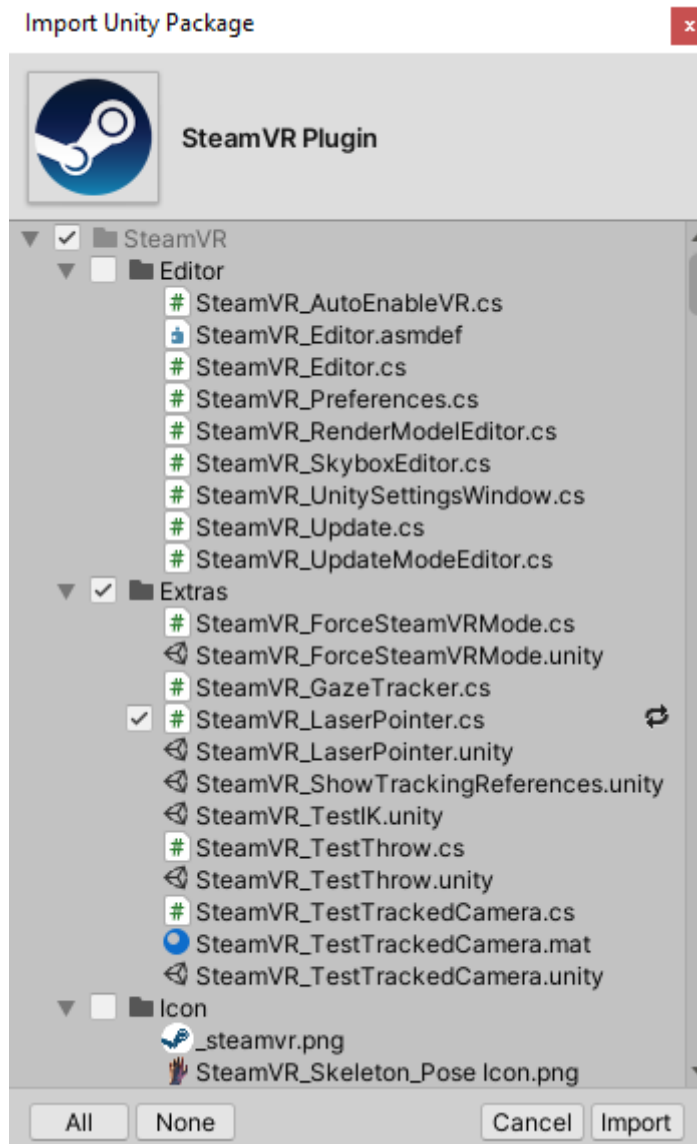 Import Unity Package
x
SteamVR Plugin
SteamVR
Editor
SteamVR_AutoEnableVR.cs
SteamVR_Editor.asmdef
SteamVR_Editor.cs
SteamVR_Preferences.cs
SteamVR_RenderModelEditor.cs
SteamVR_SkyboxEditor.cs
SteamVR_UnitySettingsWindow.cs
SteamVR_Update.cs
SteamVR_UpdateModeEditor.cs
Extras
SteamVR_ForceSteamVRMode.cs
SteamVR_ForceSteamVRMode.unity
SteamVR_GazeTracker.cs
SteamVR_LaserPointer.cs
SteamVR_LaserPointer.unity
SteamVR_ShowTrackingReferences.unity
SteamVR_TestIK.unity
SteamVR_TestThrow.cs
SteamVR_TestThrow.unity
SteamVR_TestTrackedCamera.cs
SteamVR_TestTrackedCamera.mat
SteamVR_TestTrackedCamera.unity
Icon
_steamvr.png
SteamVR_Skeleton_Pose Icon.png
All None Cancel Import